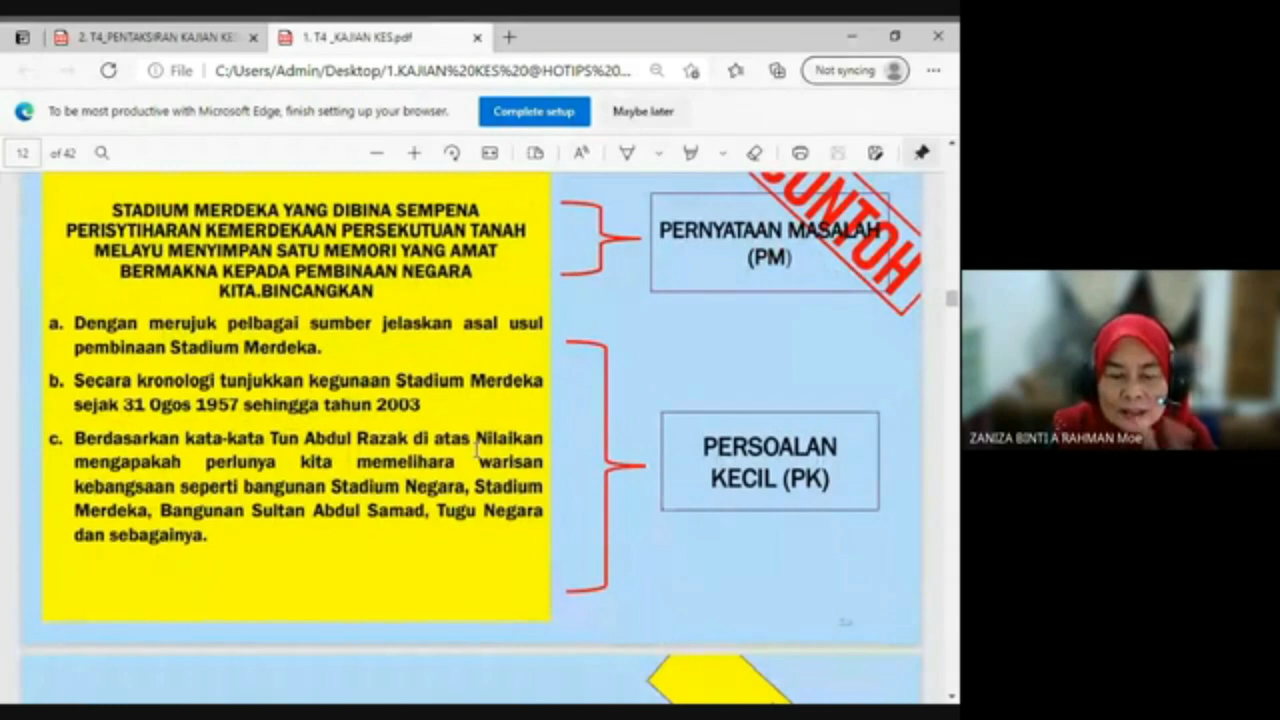 2. T4_PENTAKSIRAN KAJIAN KE
1. T4 _KAJIAN KES.pdf
File
C:/Users/Admin/Desktop/1.KAJIAN%20KES%20@HOTIPS%20...
Not syncing
To be most productive with Microsoft Edge, finish setting up your browser.
Complete setup
Maybe later
12 of 42
STADIUM MERDEKA YANG DIBINA SEMPENA
PERISYTIHARAN KEMERDEKAAN PERSEKUTUAN TANAH
MELAYU MENYIMPAN SATU MEMORI YANG AMAT
BERMAKNA KEPADA PEMBINAAN NEGARA
KITA.BINCANGKAN
a. Dengan merujuk pelbagai sumber jelaskan asal usul
pembinaan Stadium Merdeka.
b. Secara kronologi tunjukkan kegunaan Stadium Merdeka
sejak 31 Ogos 1957 sehingga tahun 2003
c. Berdasarkan kata-kata Tun Abdul Razak di atas Nilaikan
mengapakah perlunya kita memelihara warisan
kebangsaan seperti bangunan Stadium Negara, Stadium
Merdeka, Bangunan Sultan Abdul Samad, Tugu Negara
dan sebagainya.
CONTOH
PERNYATAAN MASALAH
(PM)
PERSOALAN
KECIL (PK)
ZANIZA BINTI A RAHMAN Moe